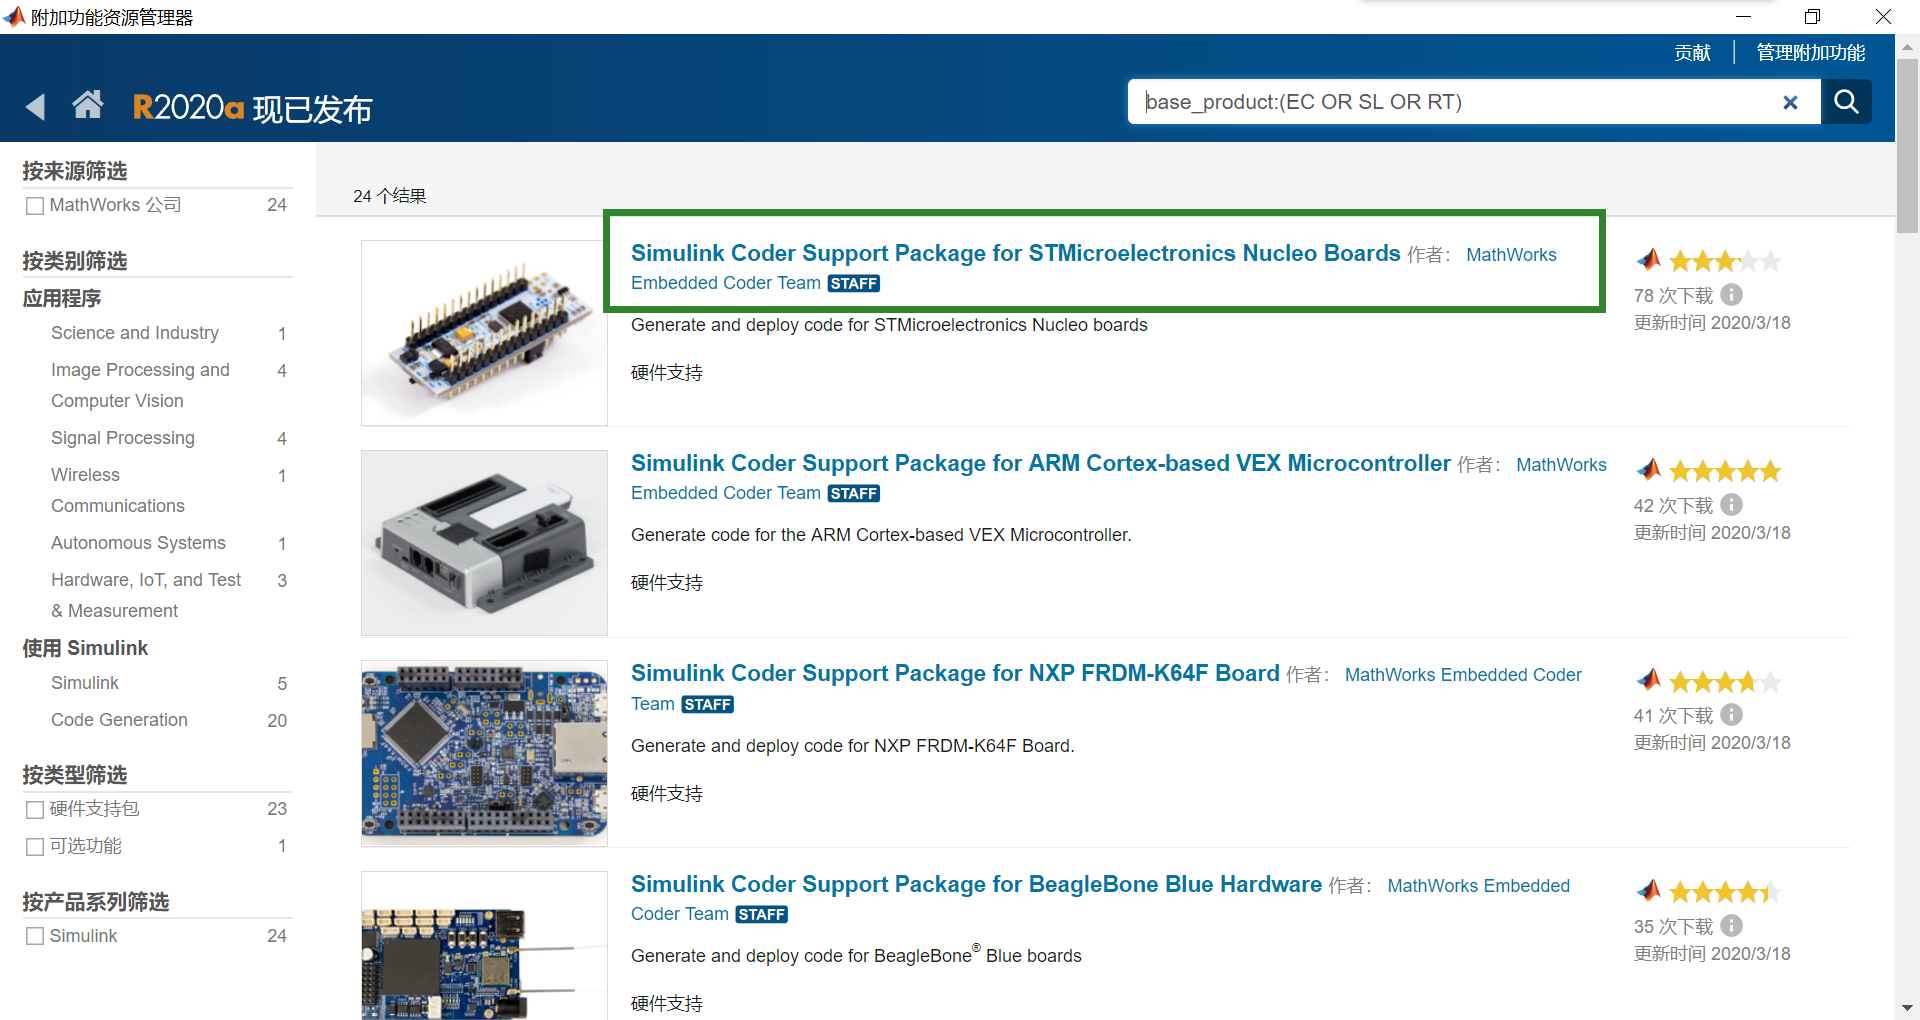 附加功能资源管理器
贡献 管理附加功能
R2020a 现已发布
base_product:(EC OR SL OR RT)
按来源筛选
MathWorks 公司 24
按类别筛选
应用程序
Science and Industry 1
Image Processing and 4
Computer Vision
Signal Processing 4
Wireless 1
Communications
Autonomous Systems 1
Hardware, IoT, and Test 3
& Measurement
使用 Simulink
Simulink 5
Code Generation 20
按类型筛选
硬件支持包 23
可选功能 1
按产品系列筛选
Simulink 24
24 个结果
Simulink Coder Support Package for STMicroelectronics Nucleo Boards 作者: MathWorks
Embedded Coder Team STAFF
Generate and deploy code for STMicroelectronics Nucleo boards
硬件支持
78 次下载
更新时间 2020/3/18
Simulink Coder Support Package for ARM Cortex-based VEX Microcontroller 作者: MathWorks
Embedded Coder Team STAFF
Generate code for the ARM Cortex-based VEX Microcontroller.
硬件支持
42 次下载
更新时间 2020/3/18
Simulink Coder Support Package for NXP FRDM-K64F Board 作者: MathWorks Embedded Coder
Team STAFF
Generate and deploy code for NXP FRDM-K64F Board.
硬件支持
41 次下载
更新时间 2020/3/18
Simulink Coder Support Package for BeagleBone Blue Hardware 作者: MathWorks Embedded
Coder Team STAFF
Generate and deploy code for BeagleBone® Blue boards
硬件支持
35 次下载
更新时间 2020/3/18